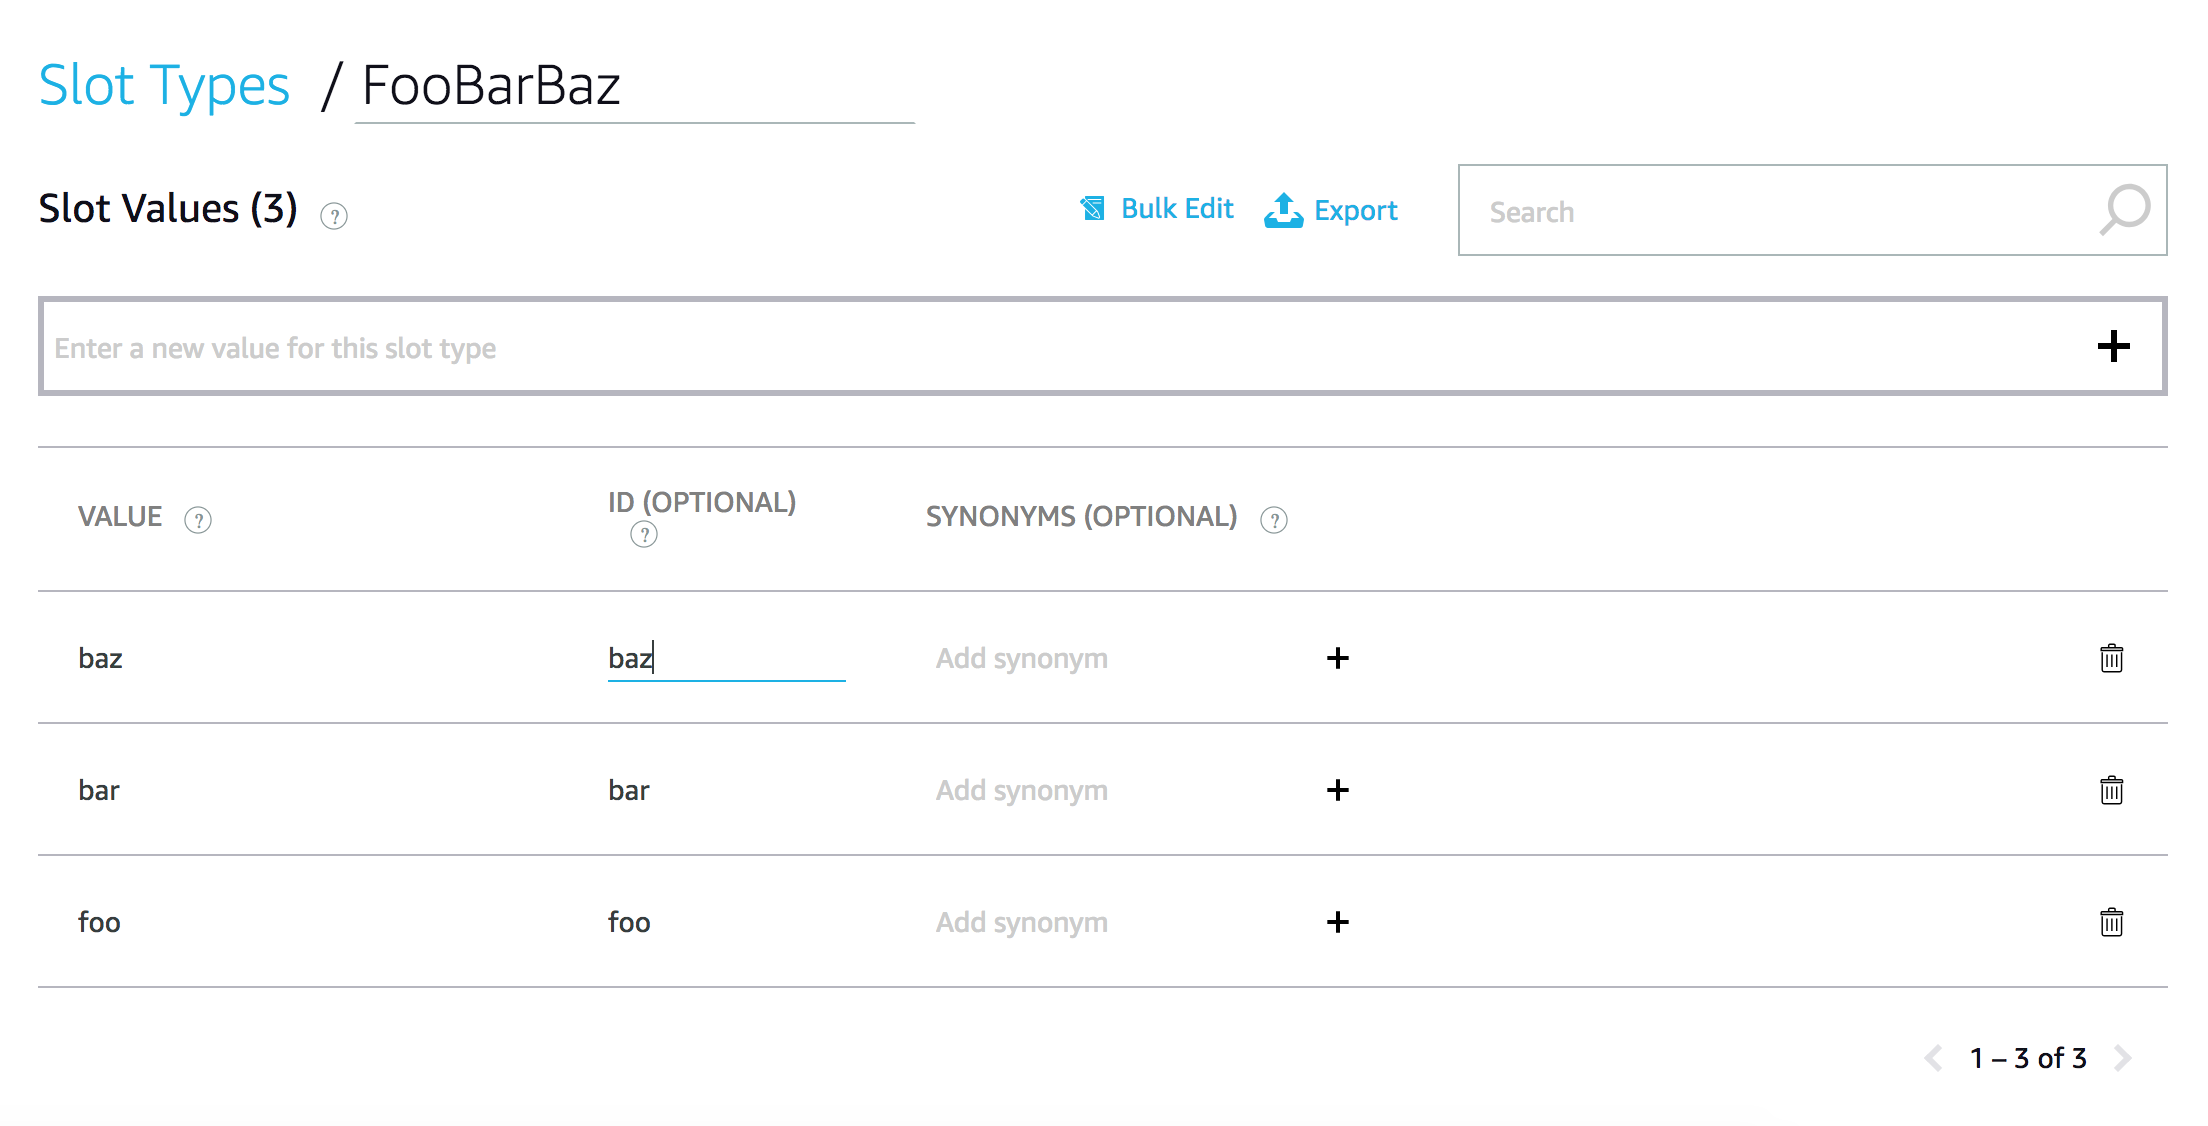 Slot Types / FooBarBaz
Slot Values (3) ?
Bulk Edit Export Search
Enter a new value for this slot type
VALUE ? ID (OPTIONAL) ? SYNONYMS (OPTIONAL) ?
baz baz Add synonym
bar bar Add synonym
foo foo Add synonym
1 – 3 of 3